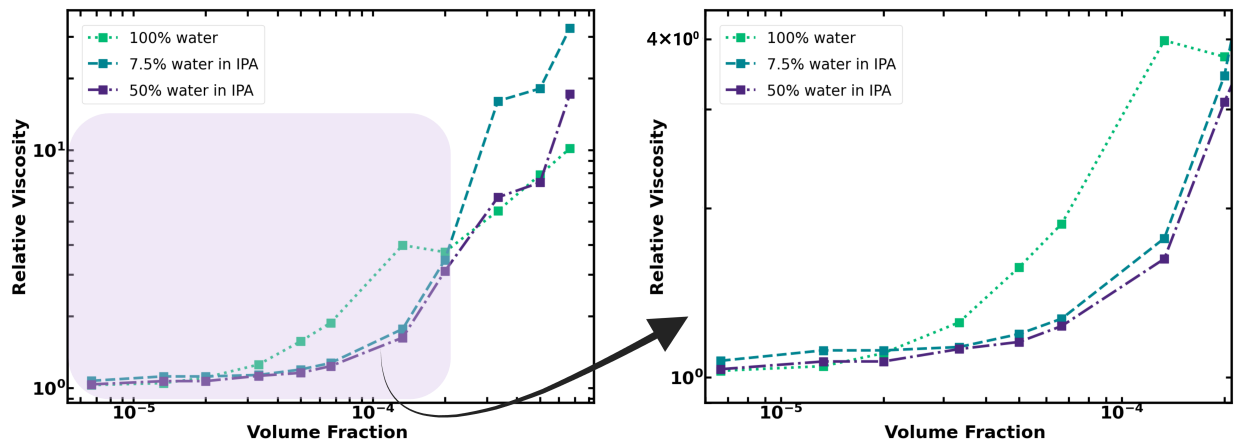 100% water
7.5% water in IPA
50% water in IPA
10¹
10⁰
10⁻⁵
10⁻⁴
Relative Viscosity
Volume Fraction
100% water
7.5% water in IPA
50% water in IPA
4×10⁰
10⁰
10⁻⁵
10⁻⁴
Relative Viscosity
Volume Fraction